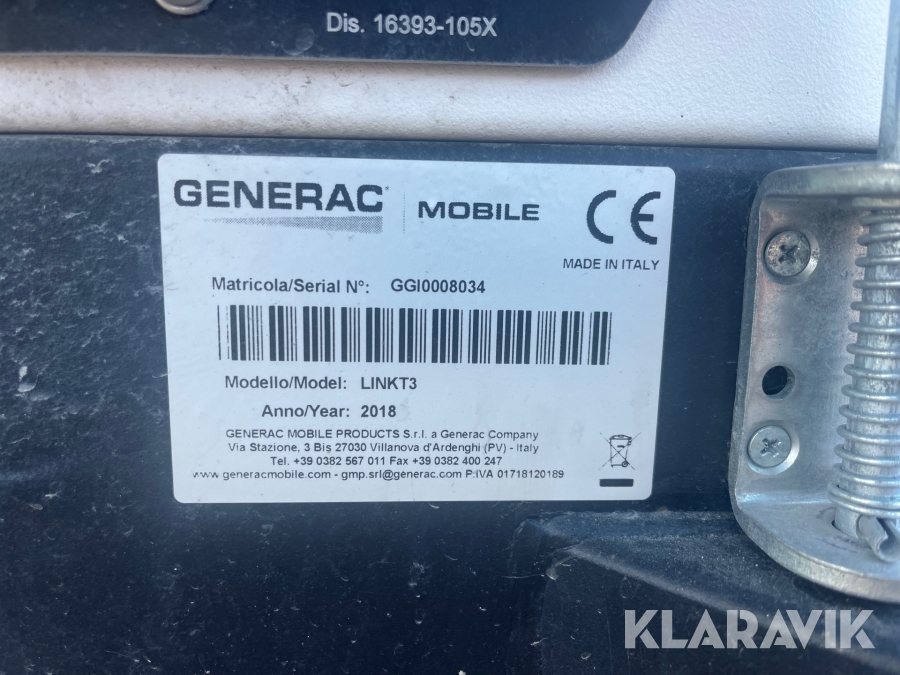 Dis. 16393-105X
GENERAC® MOBILE
CE
MADE IN ITALY
Matricola/Serial N°: GGI0008034
Modello/Model: LINKT3
Anno/Year: 2018
GENERAC MOBILE PRODUCTS S.r.l. a Generac Company
Via Stazione, 3 Bis 27030 Villanova d'Ardenghi (PV) - Italy
Tel. +39 0382 567 011 Fax +39 0382 400 247
www.generacmobile.com - gmp.srl@generac.com P.IVA 01718120189
KLARAVIK